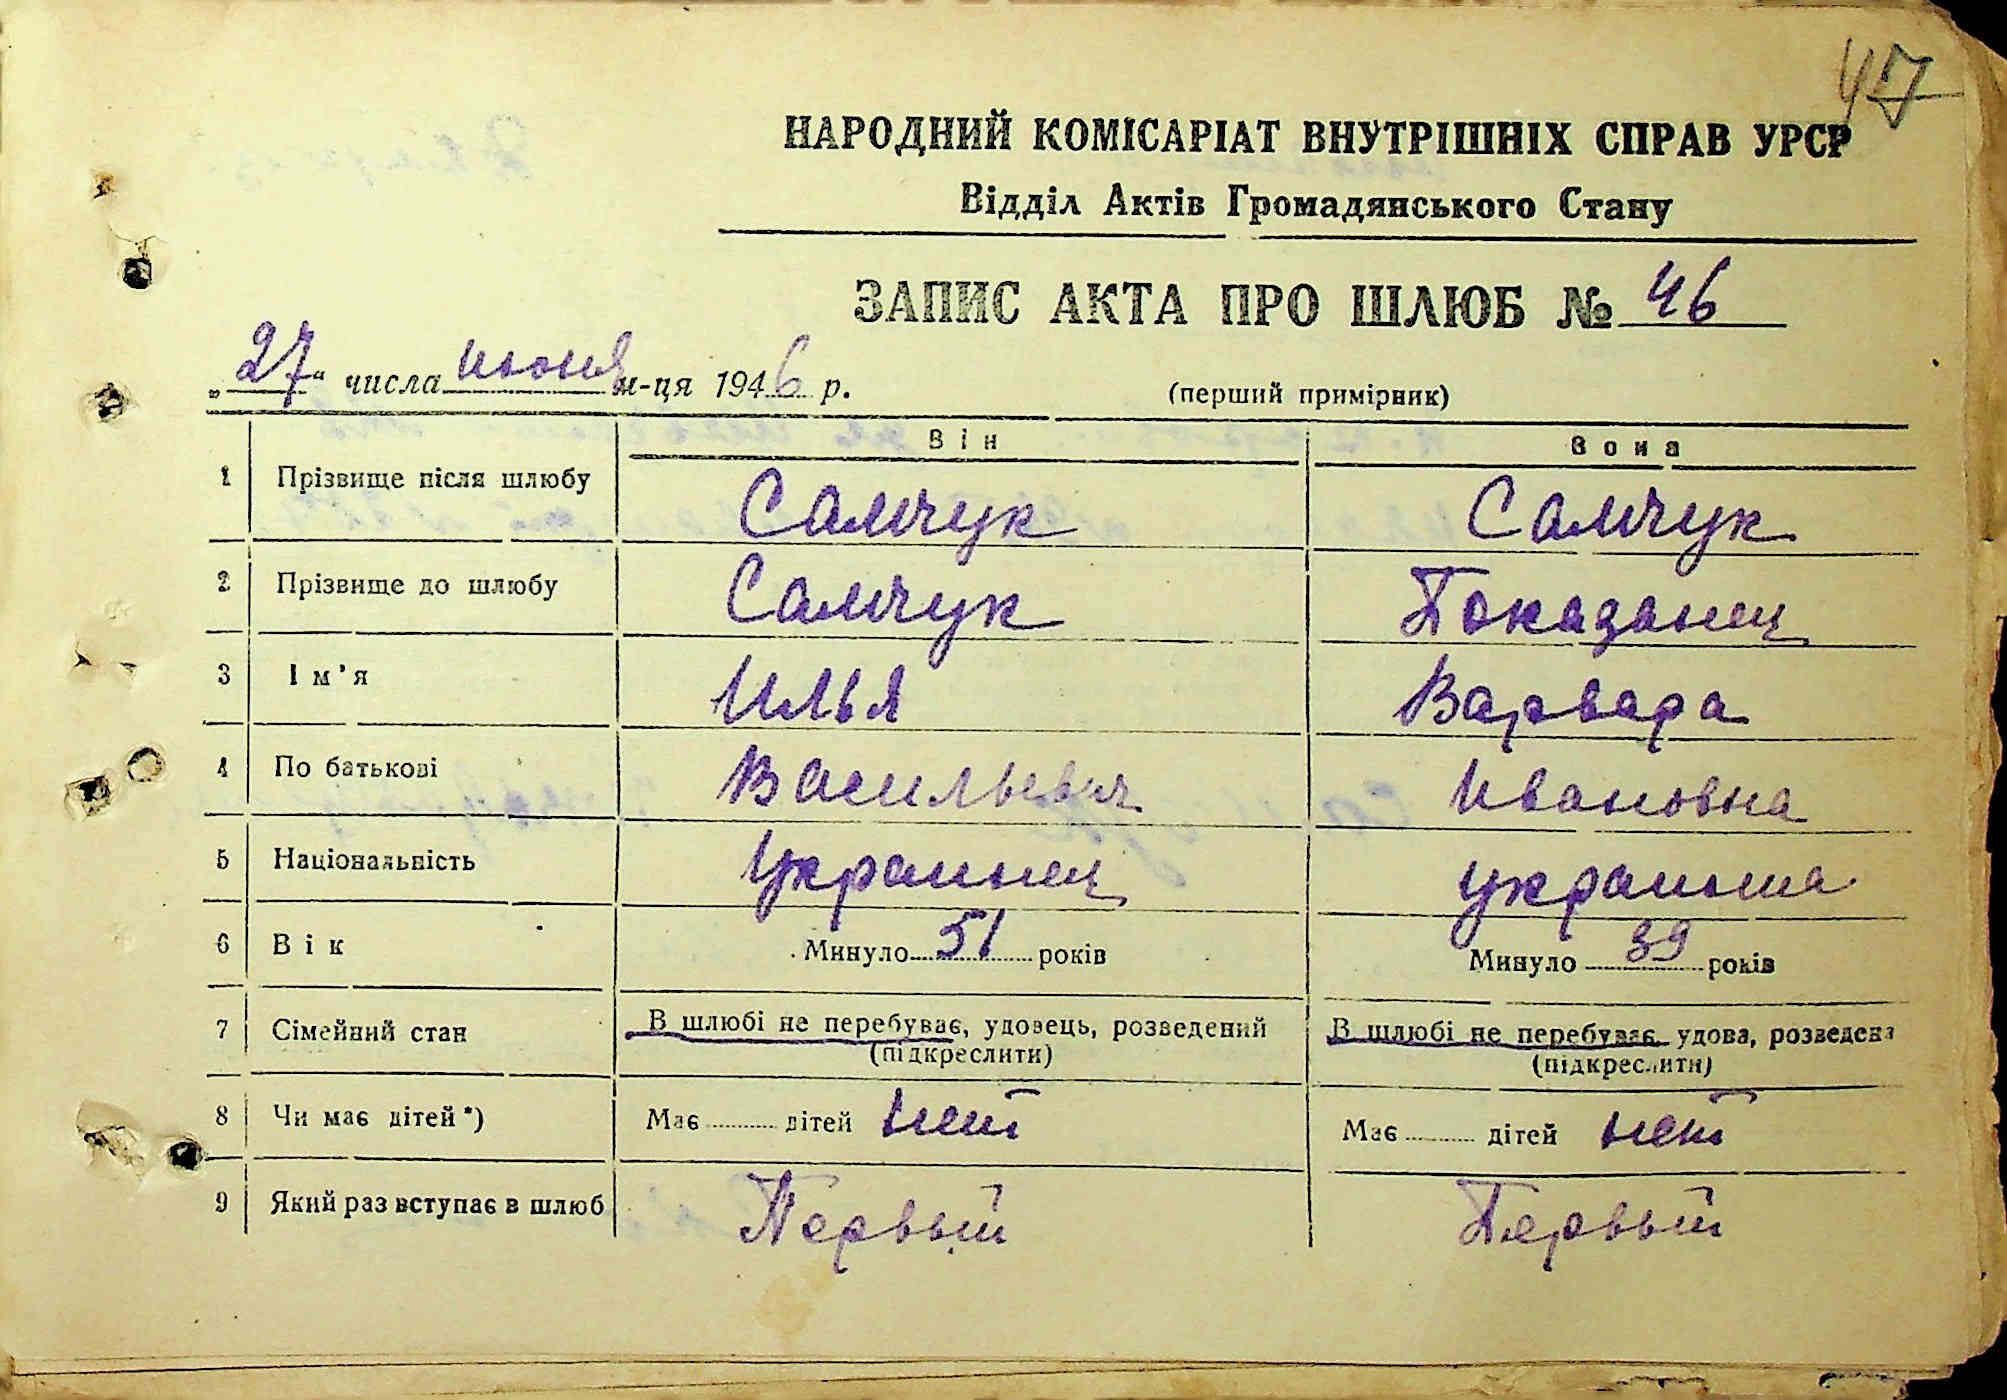 47
НАРОДНИЙ КОМІСАРІАТ ВНУТРІШНІХ СПРАВ УРСР
Відділ Актів Громадянського Стану
ЗАПИС АКТА ПРО ШЛЮБ № 46
„27“ числа июня м-ця 1946 р. (перший примірник)
Він Вона
1 Прізвище після шлюбу Самчук Самчук
2 Прізвище до шлюбу Самчук Показанец
3 Ім'я Илья Варвара
4 По батькові Васильевич Ивановна
5 Національність Украинец украинка
6 Вік Минуло 51 років Минуло 39 років
7 Сімейний стан В шлюбі не перебуває, удовець, розведений В шлюбі не перебуває, удова, розведена
(підкреслити) (підкреслити)
8 Чи має дітей*) Має дітей нет Має дітей нет
9 Який раз вступає в шлюб Первый Первый